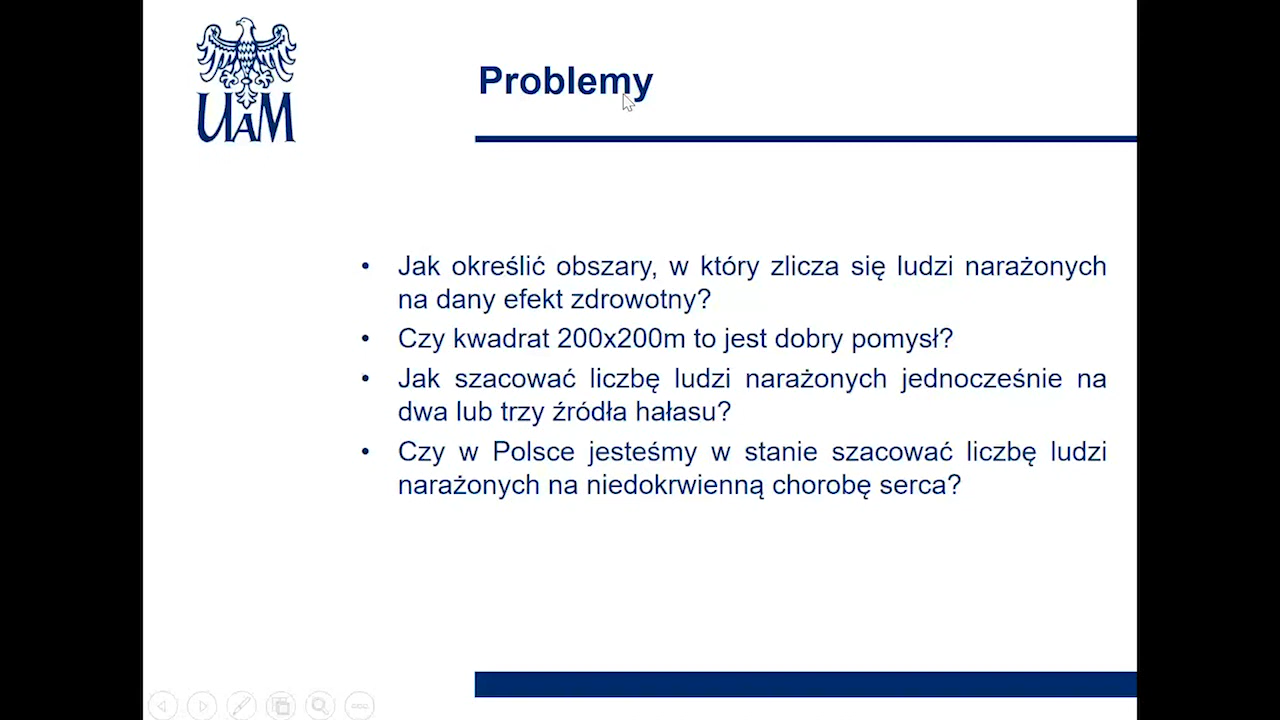 UAM
Problemy
• Jak określić obszary, w który zlicza się ludzi narażonych
na dany efekt zdrowotny?
• Czy kwadrat 200x200m to jest dobry pomysł?
• Jak szacować liczbę ludzi narażonych jednocześnie na
dwa lub trzy źródła hałasu?
• Czy w Polsce jesteśmy w stanie szacować liczbę ludzi
narażonych na niedokrwienną chorobę serca?